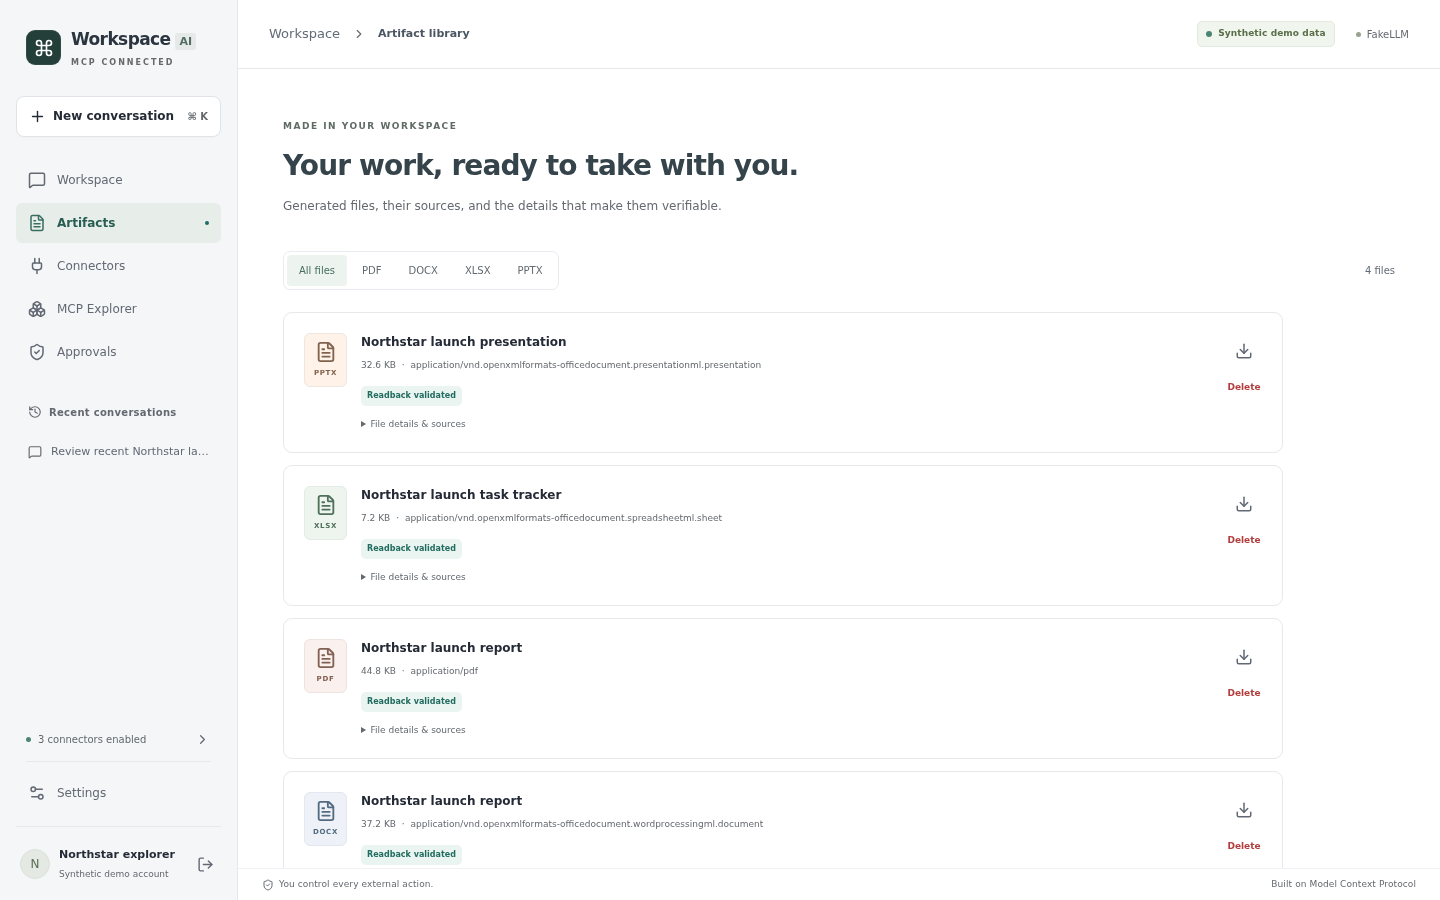 Workspace AI
MCP CONNECTED
New conversation ⌘ K
Workspace
Artifacts
Connectors
MCP Explorer
Approvals
Recent conversations
Review recent Northstar la...
3 connectors enabled
Settings
N
Northstar explorer
Synthetic demo account
Workspace > Artifact library
Synthetic demo data
FakeLLM
MADE IN YOUR WORKSPACE
Your work, ready to take with you.
Generated files, their sources, and the details that make them verifiable.
All files PDF DOCX XLSX PPTX
4 files
PPTX
Northstar launch presentation
32.6 KB · application/vnd.openxmlformats-officedocument.presentationml.presentation
Readback validated
File details & sources
Delete
XLSX
Northstar launch task tracker
7.2 KB · application/vnd.openxmlformats-officedocument.spreadsheetml.sheet
Readback validated
File details & sources
Delete
PDF
Northstar launch report
44.8 KB · application/pdf
Readback validated
File details & sources
Delete
DOCX
Northstar launch report
37.2 KB · application/vnd.openxmlformats-officedocument.wordprocessingml.document
Readback validated
Delete
You control every external action.
Built on Model Context Protocol